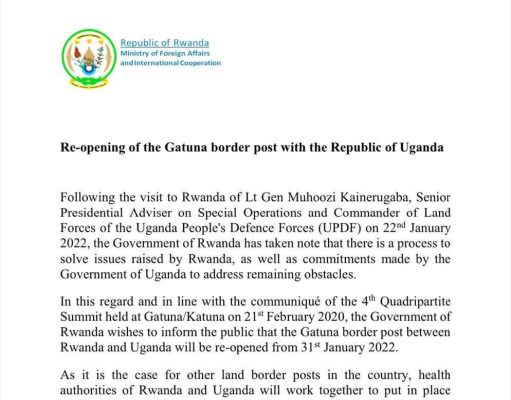 Republic of Rwanda
Ministry of Foreign Affairs
and International Cooperation
Re-opening of the Gatuna border post with the Republic of Uganda
Following the visit to Rwanda of Lt Gen Muhoozi Kainerugaba, Senior
Presidential Adviser on Special Operations and Commander of Land
Forces of the Uganda People's Defence Forces (UPDF) on 22nd January
2022, the Government of Rwanda has taken note that there is a process to
solve issues raised by Rwanda, as well as commitments made by the
Government of Uganda to address remaining obstacles.
In this regard and in line with the communiqué of the 4th Quadripartite
Summit held at Gatuna/Katuna on 21st February 2020, the Government of
Rwanda wishes to inform the public that the Gatuna border post between
Rwanda and Uganda will be re-opened from 31st January 2022.
As it is the case for other land border posts in the country, health
authorities of Rwanda and Uganda will work together to put in place